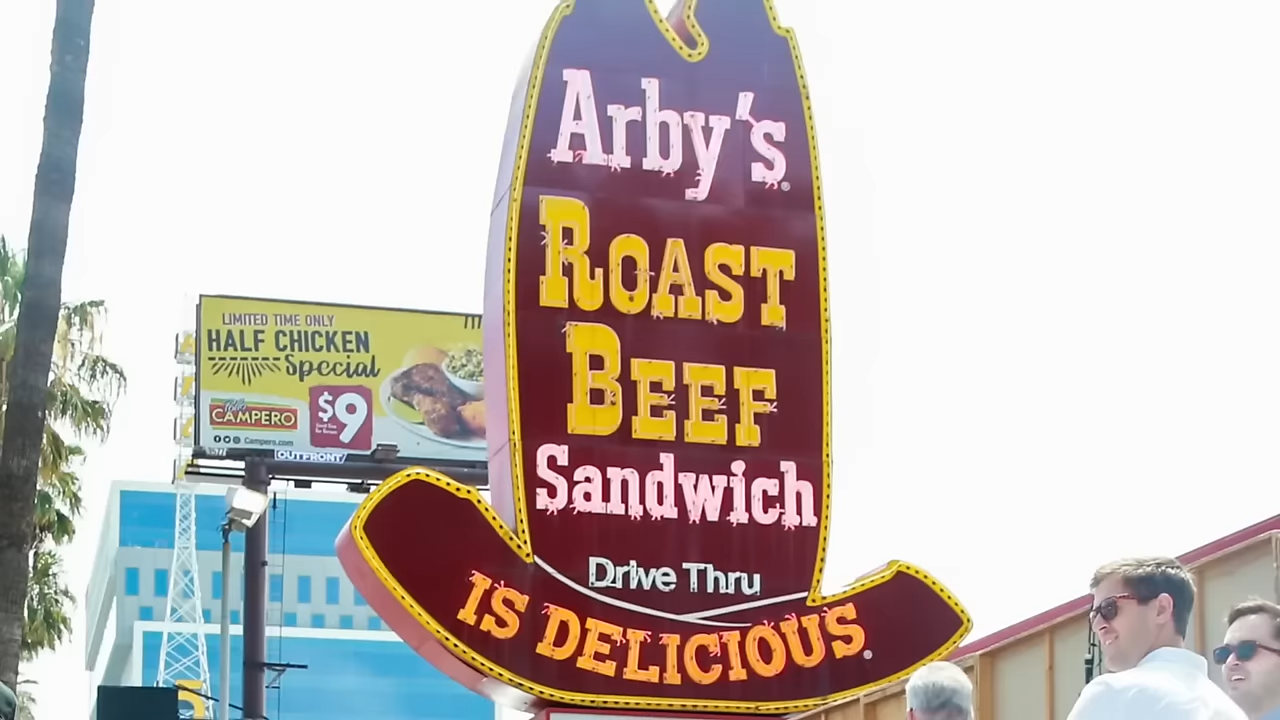 Arby's
ROAST
BEEF
Sandwich
Drive Thru
IS DELICIOUS
LIMITED TIME ONLY
HALF CHICKEN
Special
Pollo
CAMPERO
$9
Campero.com
OUTFRONT/